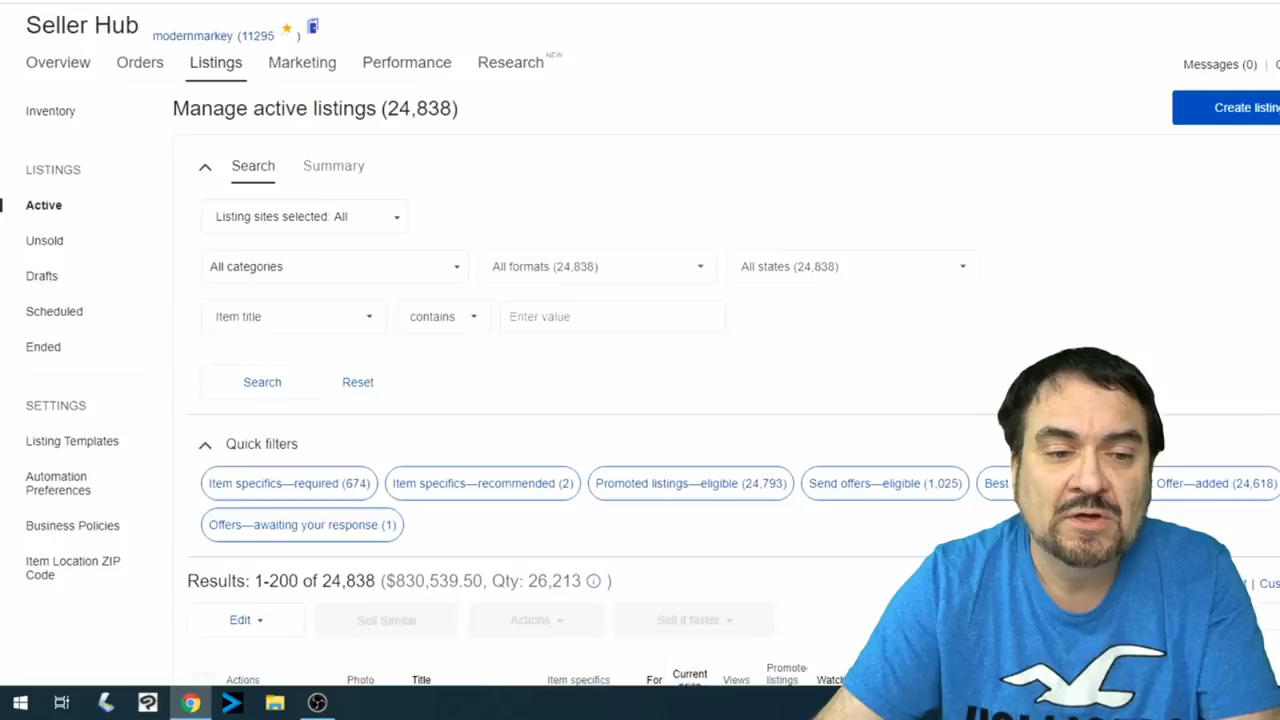 Seller Hub
modernmarkey (11295 )
Overview Orders Listings Marketing Performance Research NEW
Messages (0) |
Inventory
Manage active listings (24,838)
Create listing
LISTINGS
Search Summary
Active
Listing sites selected: All
Unsold
All categories All formats (24,838) All states (24,838)
Drafts
Scheduled
Item title contains Enter value
Ended
Search Reset
SETTINGS
Listing Templates
Quick filters
Automation
Preferences
Item specifics—required (674) Item specifics—recommended (2) Promoted listings—eligible (24,793) Send offers—eligible (1,025) Best Offer—added (24,618)
Business Policies
Offers—awaiting your response (1)
Item Location ZIP
Code
Results: 1-200 of 24,838 ($830,539.50, Qty: 26,213 )
| Cus
Edit Sell Similar Actions Sell it faster
Actions Photo Title Item specifics For Current Views Promote listings Watch